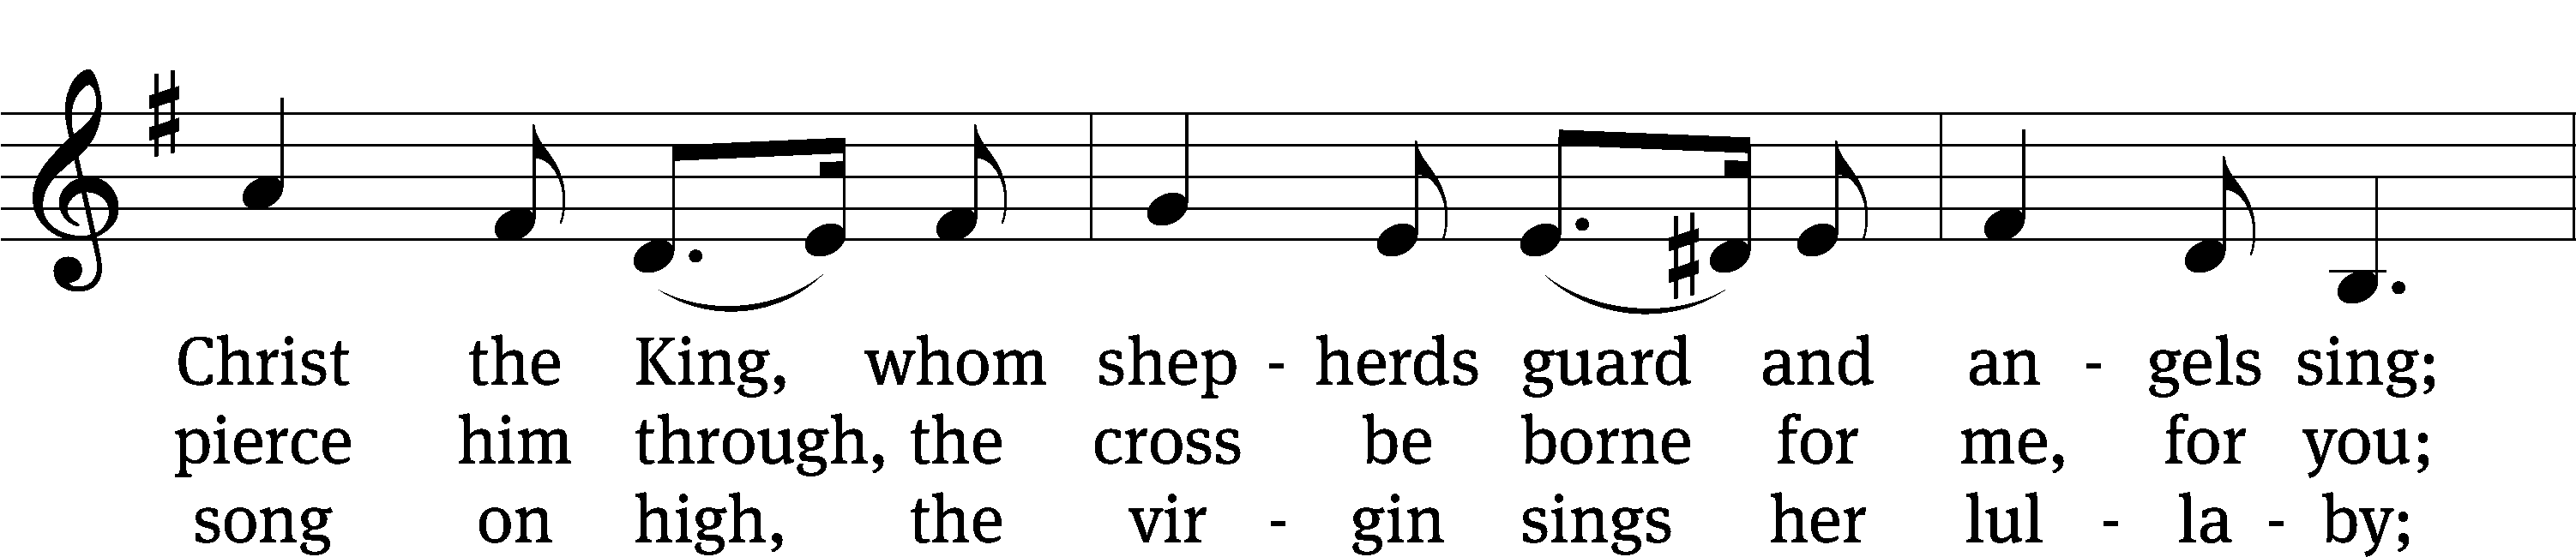 Christ the King, whom shep - herds guard and an - gels sing;
pierce him through, the cross be borne for me, for you;
song on high, the vir - gin sings her lul - la - by;